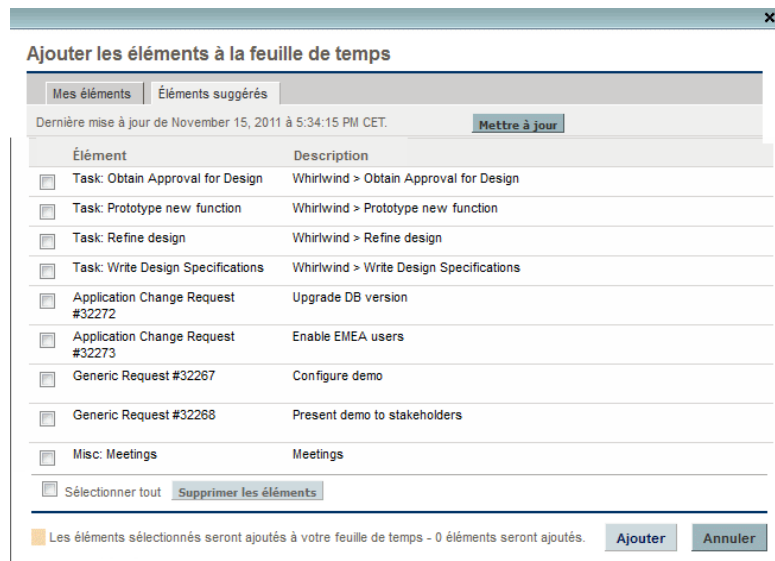 Ajouter les éléments à la feuille de temps
Mes éléments Éléments suggérés
Dernière mise à jour de November 15, 2011 à 5:34:15 PM CET. Mettre à jour
Élément Description
Task: Obtain Approval for Design Whirlwind > Obtain Approval for Design
Task: Prototype new function Whirlwind > Prototype new function
Task: Refine design Whirlwind > Refine design
Task: Write Design Specifications Whirlwind > Write Design Specifications
Application Change Request Upgrade DB version
#32272
Application Change Request Enable EMEA users
#32273
Generic Request #32267 Configure demo
Generic Request #32268 Present demo to stakeholders
Misc: Meetings Meetings
Sélectionner tout Supprimer les éléments
Les éléments sélectionnés seront ajoutés à votre feuille de temps - 0 éléments seront ajoutés. Ajouter Annuler